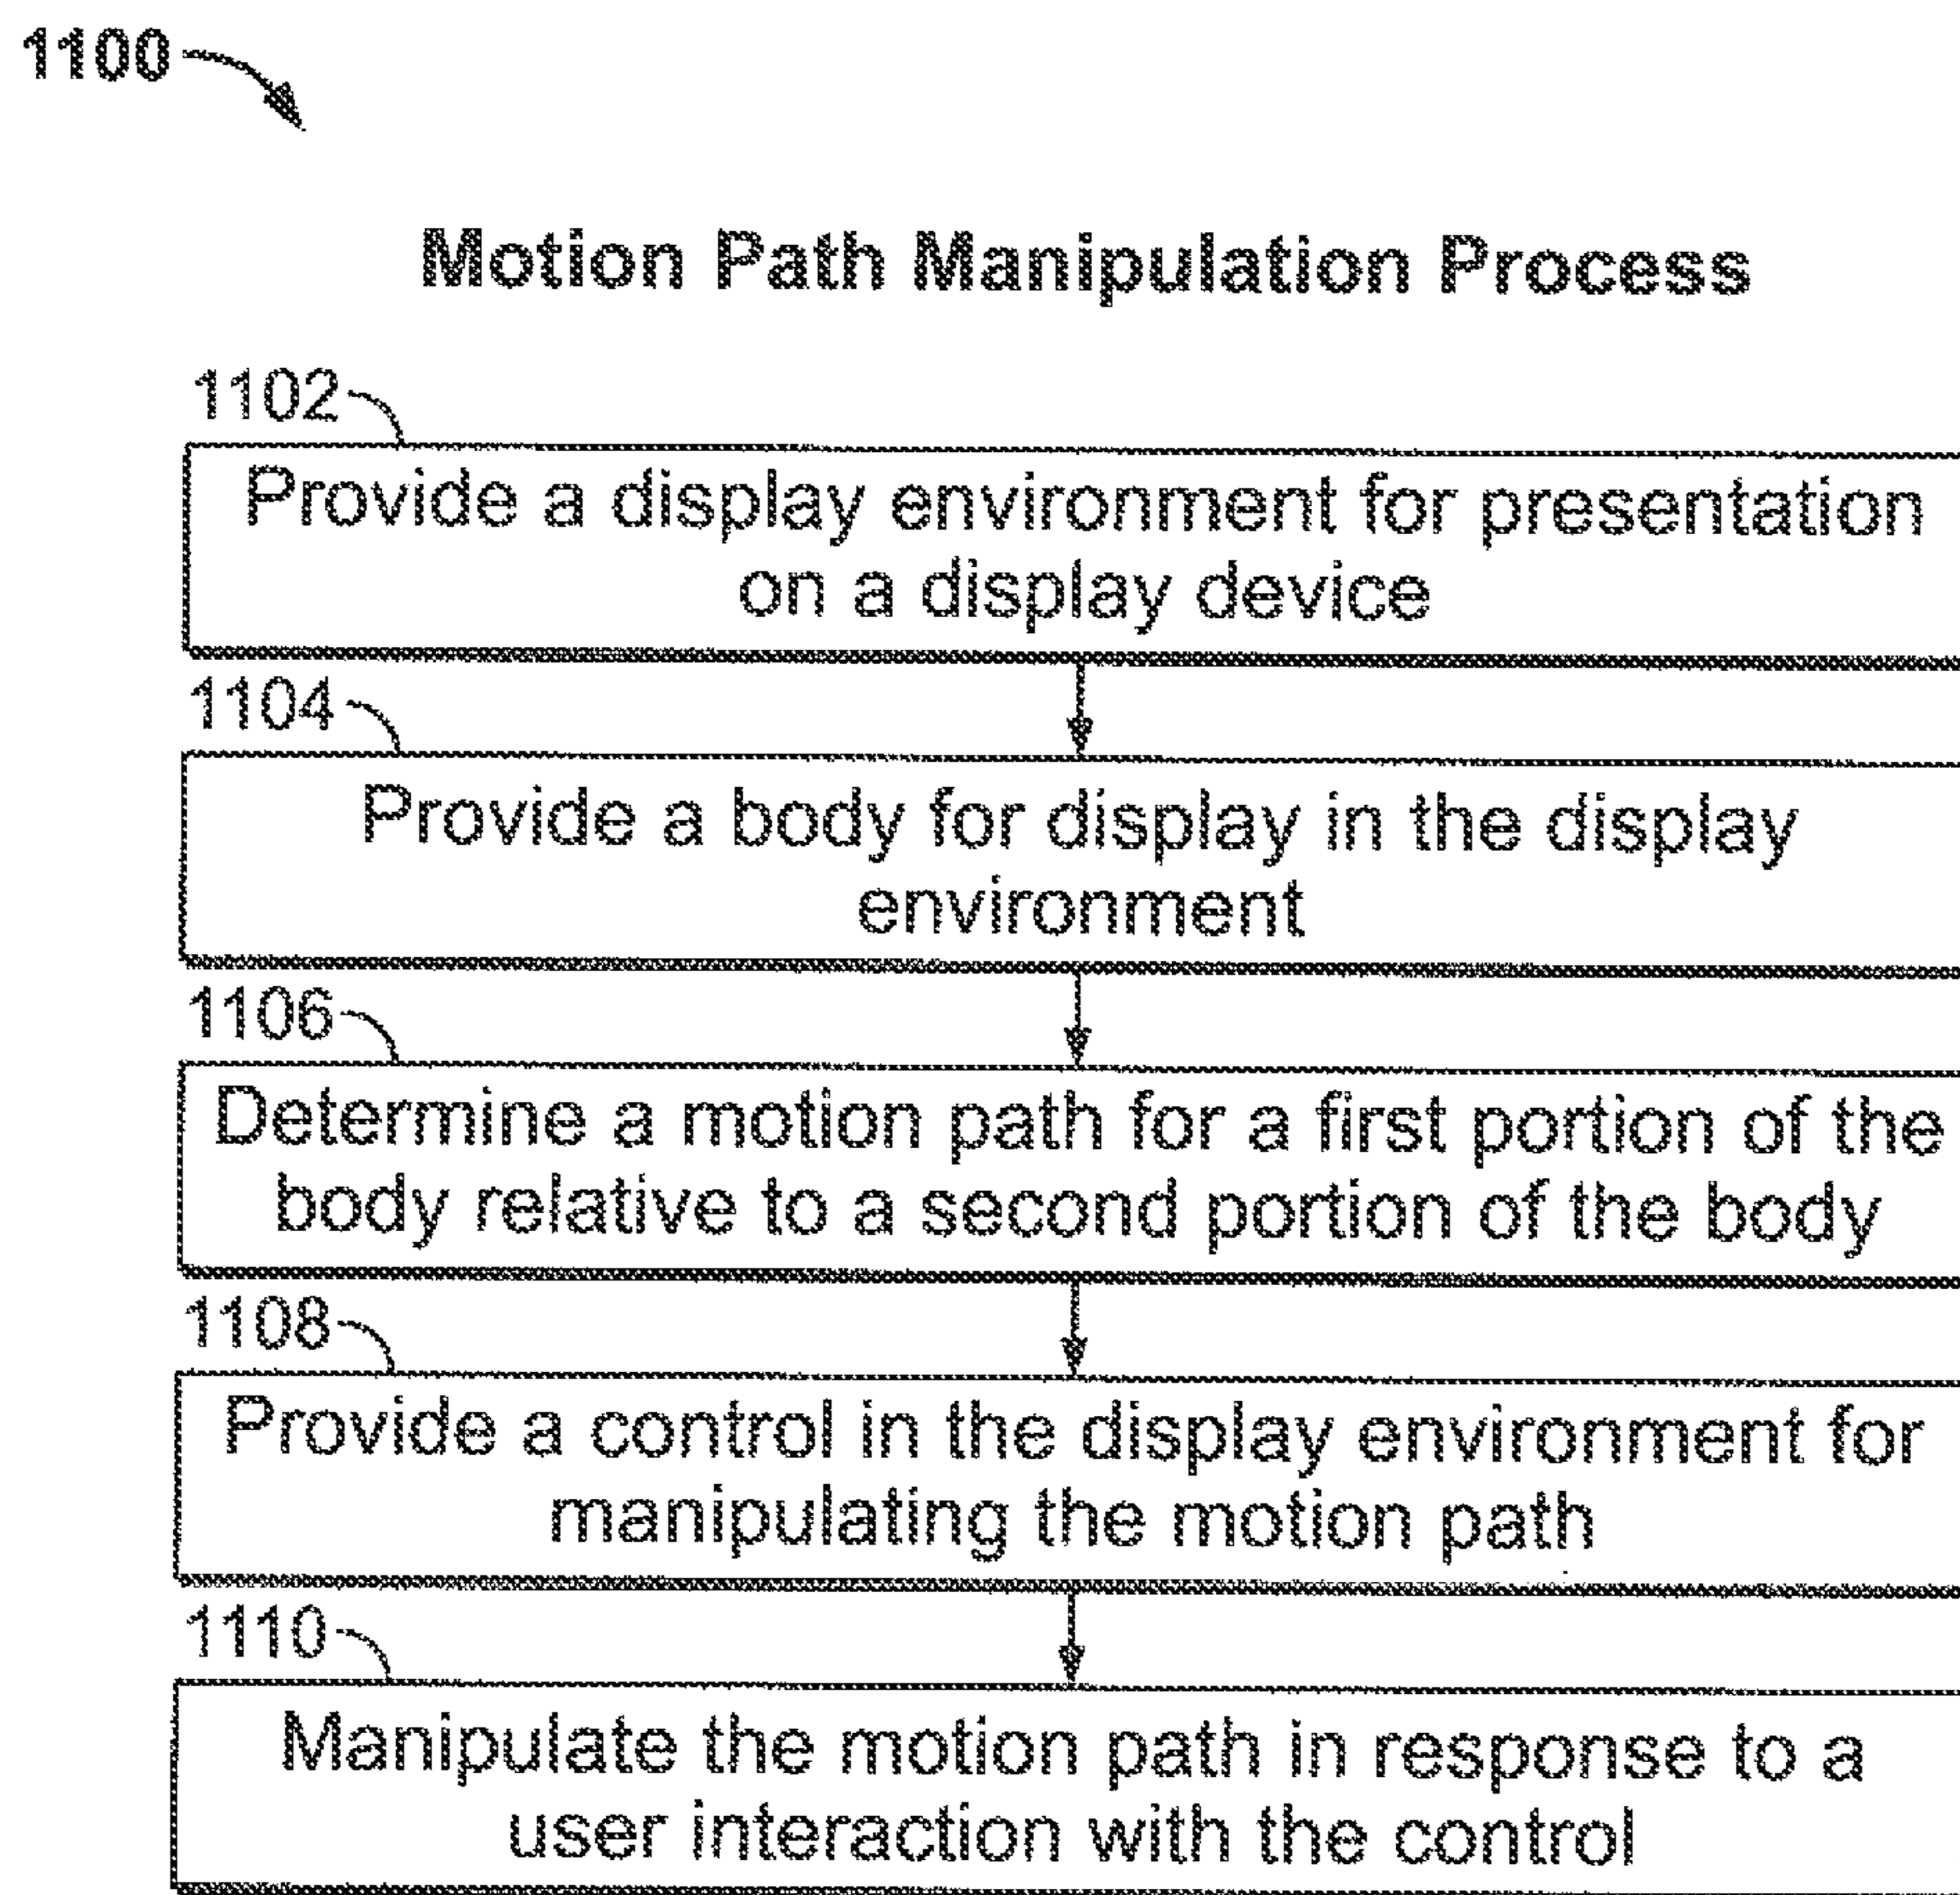 1100
Motion Path Manipulation Process
1102
Provide a display environment for presentation
on a display device
1104
Provide a body for display in the display
environment
1106
Determine a motion path for a first portion of the
body relative to a second portion of the body
1108
Provide a control in the display environment for
manipulating the motion path
1110
Manipulate the motion path in response to a
user interaction with the control